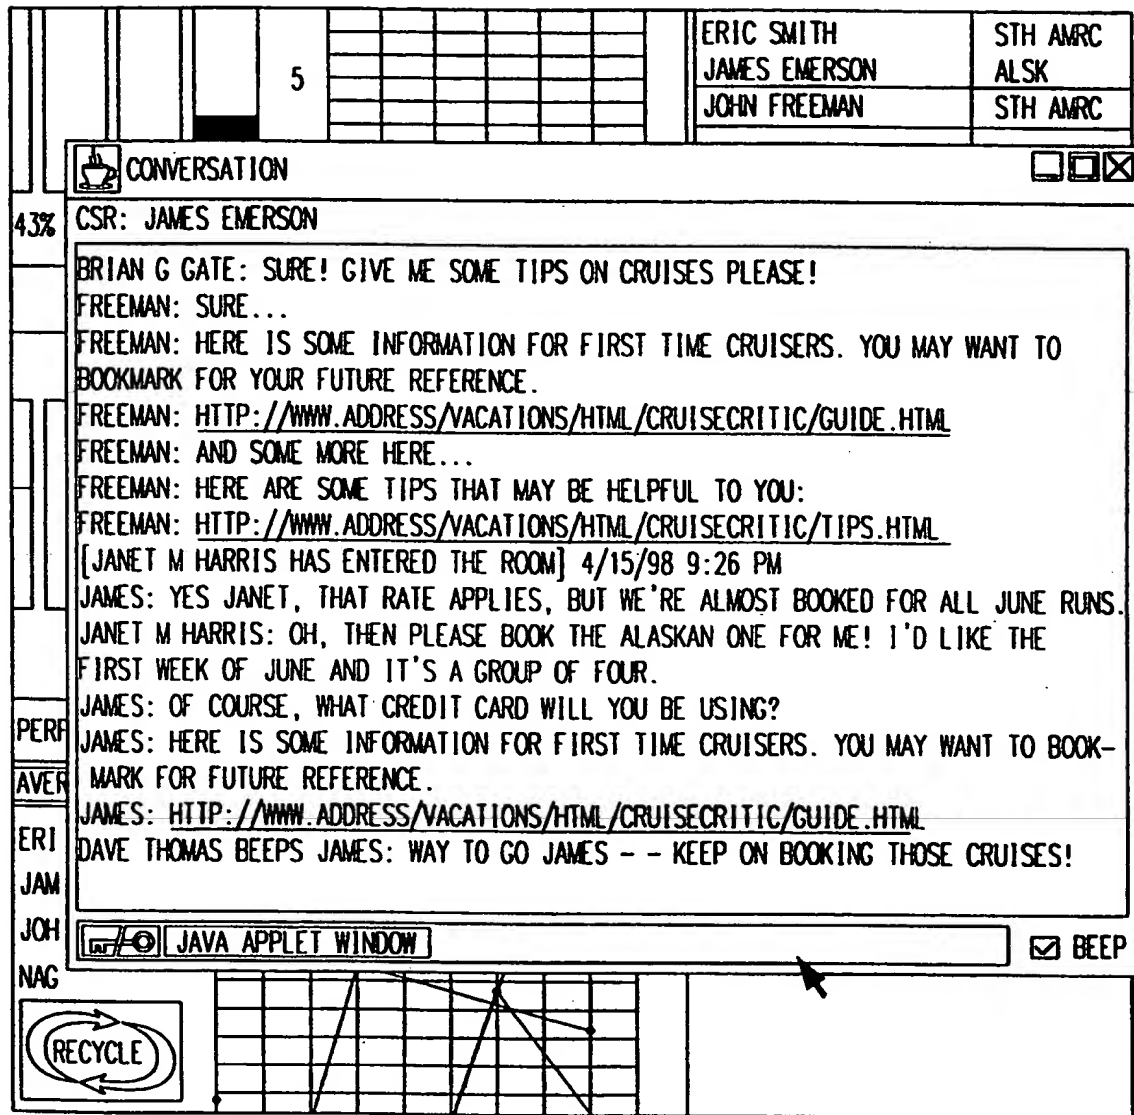 5
ERIC SMITH STH AMRC
JAMES EMERSON ALSK
JOHN FREEMAN STH AMRC
CONVERSATION
43%
CSR: JAMES EMERSON
BRIAN G GATE: SURE! GIVE ME SOME TIPS ON CRUISES PLEASE!
FREEMAN: SURE...
FREEMAN: HERE IS SOME INFORMATION FOR FIRST TIME CRUISERS. YOU MAY WANT TO
BOOKMARK FOR YOUR FUTURE REFERENCE.
FREEMAN: HTTP://WWW.ADDRESS/VACATIONS/HTML/CRUISECRITIC/GUIDE.HTML
FREEMAN: AND SOME MORE HERE...
FREEMAN: HERE ARE SOME TIPS THAT MAY BE HELPFUL TO YOU:
FREEMAN: HTTP://WWW.ADDRESS/VACATIONS/HTML/CRUISECRITIC/TIPS.HTML
[JANET M HARRIS HAS ENTERED THE ROOM] 4/15/98 9:26 PM
JAMES: YES JANET, THAT RATE APPLIES, BUT WE'RE ALMOST BOOKED FOR ALL JUNE RUNS.
JANET M HARRIS: OH, THEN PLEASE BOOK THE ALASKAN ONE FOR ME! I'D LIKE THE
FIRST WEEK OF JUNE AND IT'S A GROUP OF FOUR.
JAMES: OF COURSE, WHAT CREDIT CARD WILL YOU BE USING?
JAMES: HERE IS SOME INFORMATION FOR FIRST TIME CRUISERS. YOU MAY WANT TO BOOK-
MARK FOR FUTURE REFERENCE.
JAMES: HTTP://WWW.ADDRESS/VACATIONS/HTML/CRUISECRITIC/GUIDE.HTML
DAVE THOMAS BEEPS JAMES: WAY TO GO JAMES - - KEEP ON BOOKING THOSE CRUISES!
PERF
AVER
ERI
JAM
JOH
NAG
JAVA APPLET WINDOW
BEEP
RECYCLE